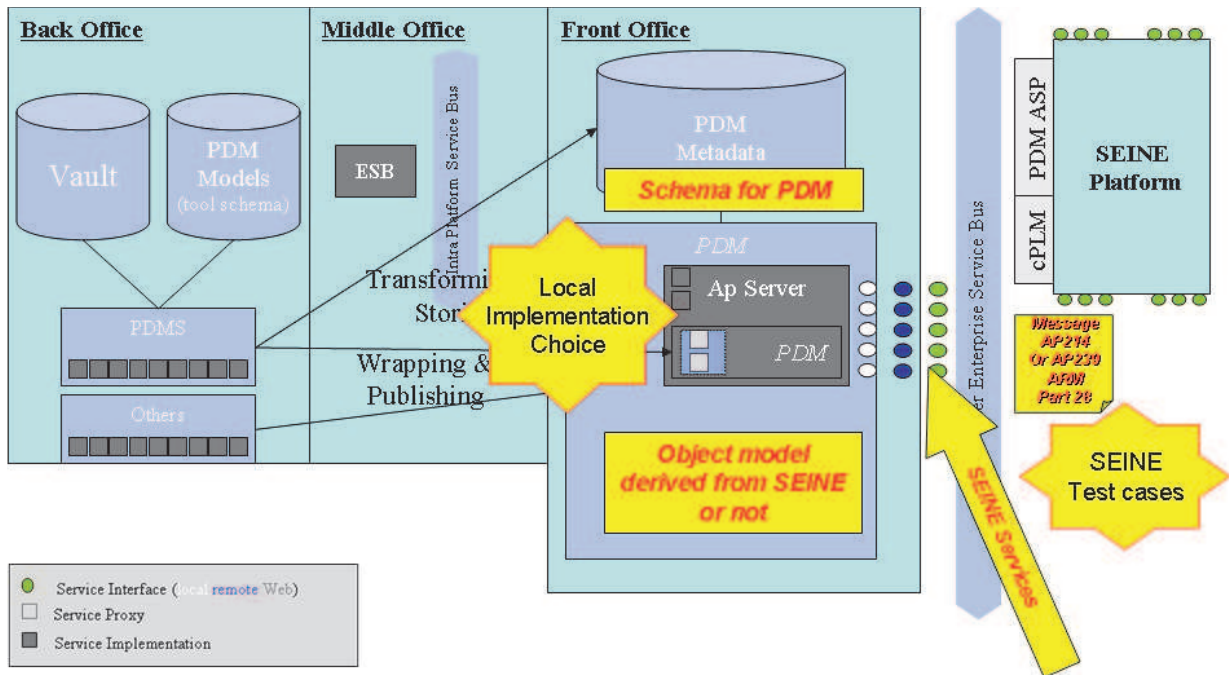 Back Office
Middle Office
Front Office
Vault
PDM
Models
(tool schema)
ESB
Intra Platform Service Bus
PDM
Metadata
Schema for PDM
PDM
Ap Server
PDM
Local
Implementation
Choice
Transformi
Stori
Wrapping &
Publishing
PDMS
Others
Object model
derived from SEINE
or not
er Enterprise Service Bus
PDM ASP
cPLM
SEINE
Platform
Message
AP214
Or AP239
ARM
Part 28
SEINE
Test cases
SEINE Services
Service Interface (local remote Web)
Service Proxy
Service Implementation